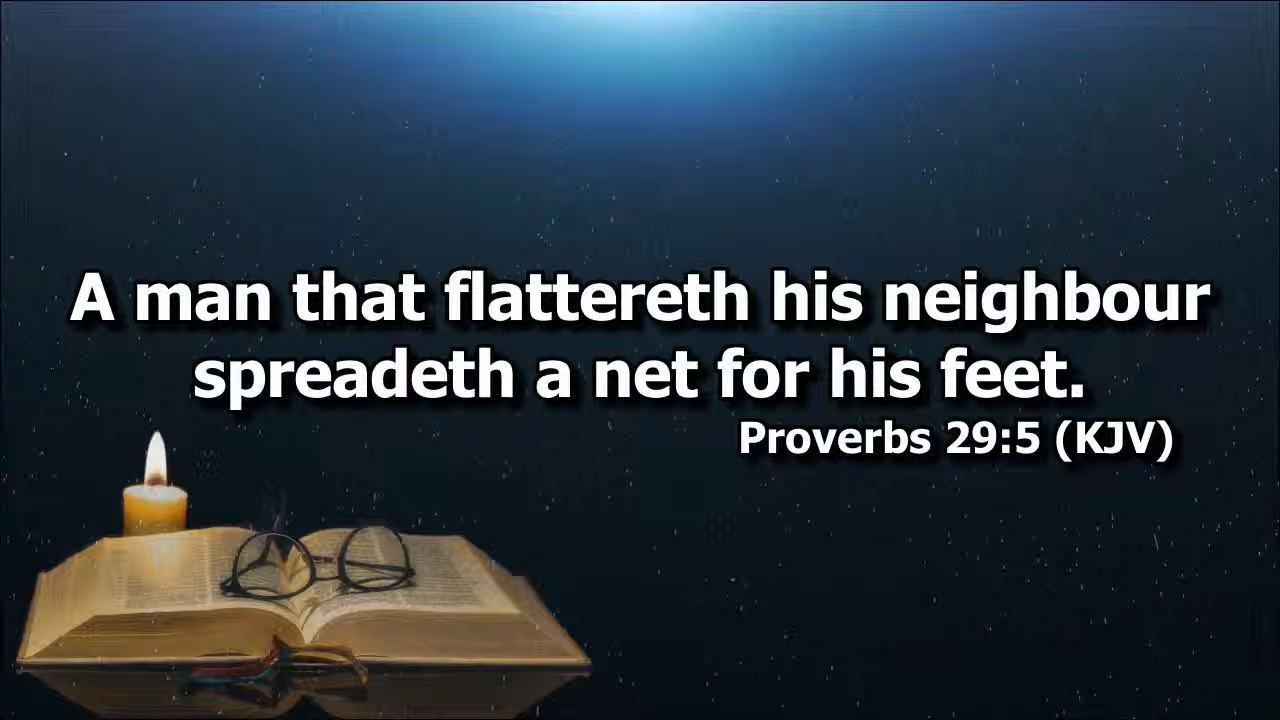 A man that flattereth his neighbour
spreadeth a net for his feet.
Proverbs 29:5 (KJV)